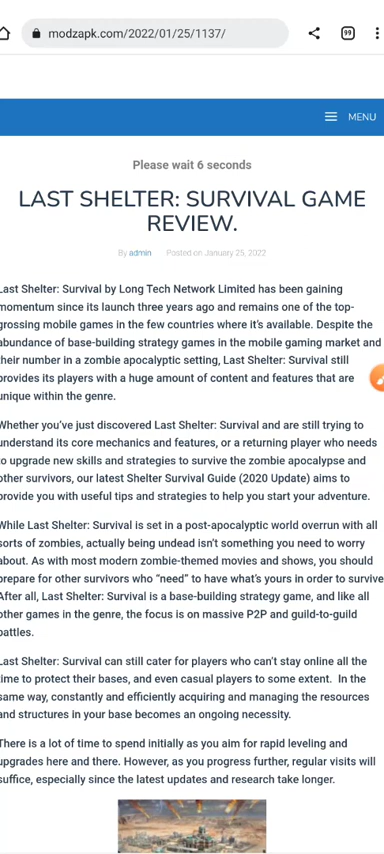 modzapk.com/2022/01/25/1137/
99
MENU
Please wait 6 seconds
LAST SHELTER: SURVIVAL GAME
REVIEW.
By admin Posted on January 25, 2022
Last Shelter: Survival by Long Tech Network Limited has been gaining
momentum since its launch three years ago and remains one of the top-
grossing mobile games in the few countries where it's available. Despite the
abundance of base-building strategy games in the mobile gaming market and
their number in a zombie apocalyptic setting, Last Shelter: Survival still
provides its players with a huge amount of content and features that are
unique within the genre.
Whether you've just discovered Last Shelter: Survival and are still trying to
understand its core mechanics and features, or a returning player who needs
to upgrade new skills and strategies to survive the zombie apocalypse and
other survivors, our latest Shelter Survival Guide (2020 Update) aims to
provide you with useful tips and strategies to help you start your adventure.
While Last Shelter: Survival is set in a post-apocalyptic world overrun with all
sorts of zombies, actually being undead isn't something you need to worry
about. As with most modern zombie-themed movies and shows, you should
prepare for other survivors who “need” to have what's yours in order to survive
After all, Last Shelter: Survival is a base-building strategy game, and like all
other games in the genre, the focus is on massive P2P and guild-to-guild
battles.
Last Shelter: Survival can still cater for players who can't stay online all the
time to protect their bases, and even casual players to some extent. In the
same way, constantly and efficiently acquiring and managing the resources
and structures in your base becomes an ongoing necessity.
There is a lot of time to spend initially as you aim for rapid leveling and
upgrades here and there. However, as you progress further, regular visits will
suffice, especially since the latest updates and research take longer.